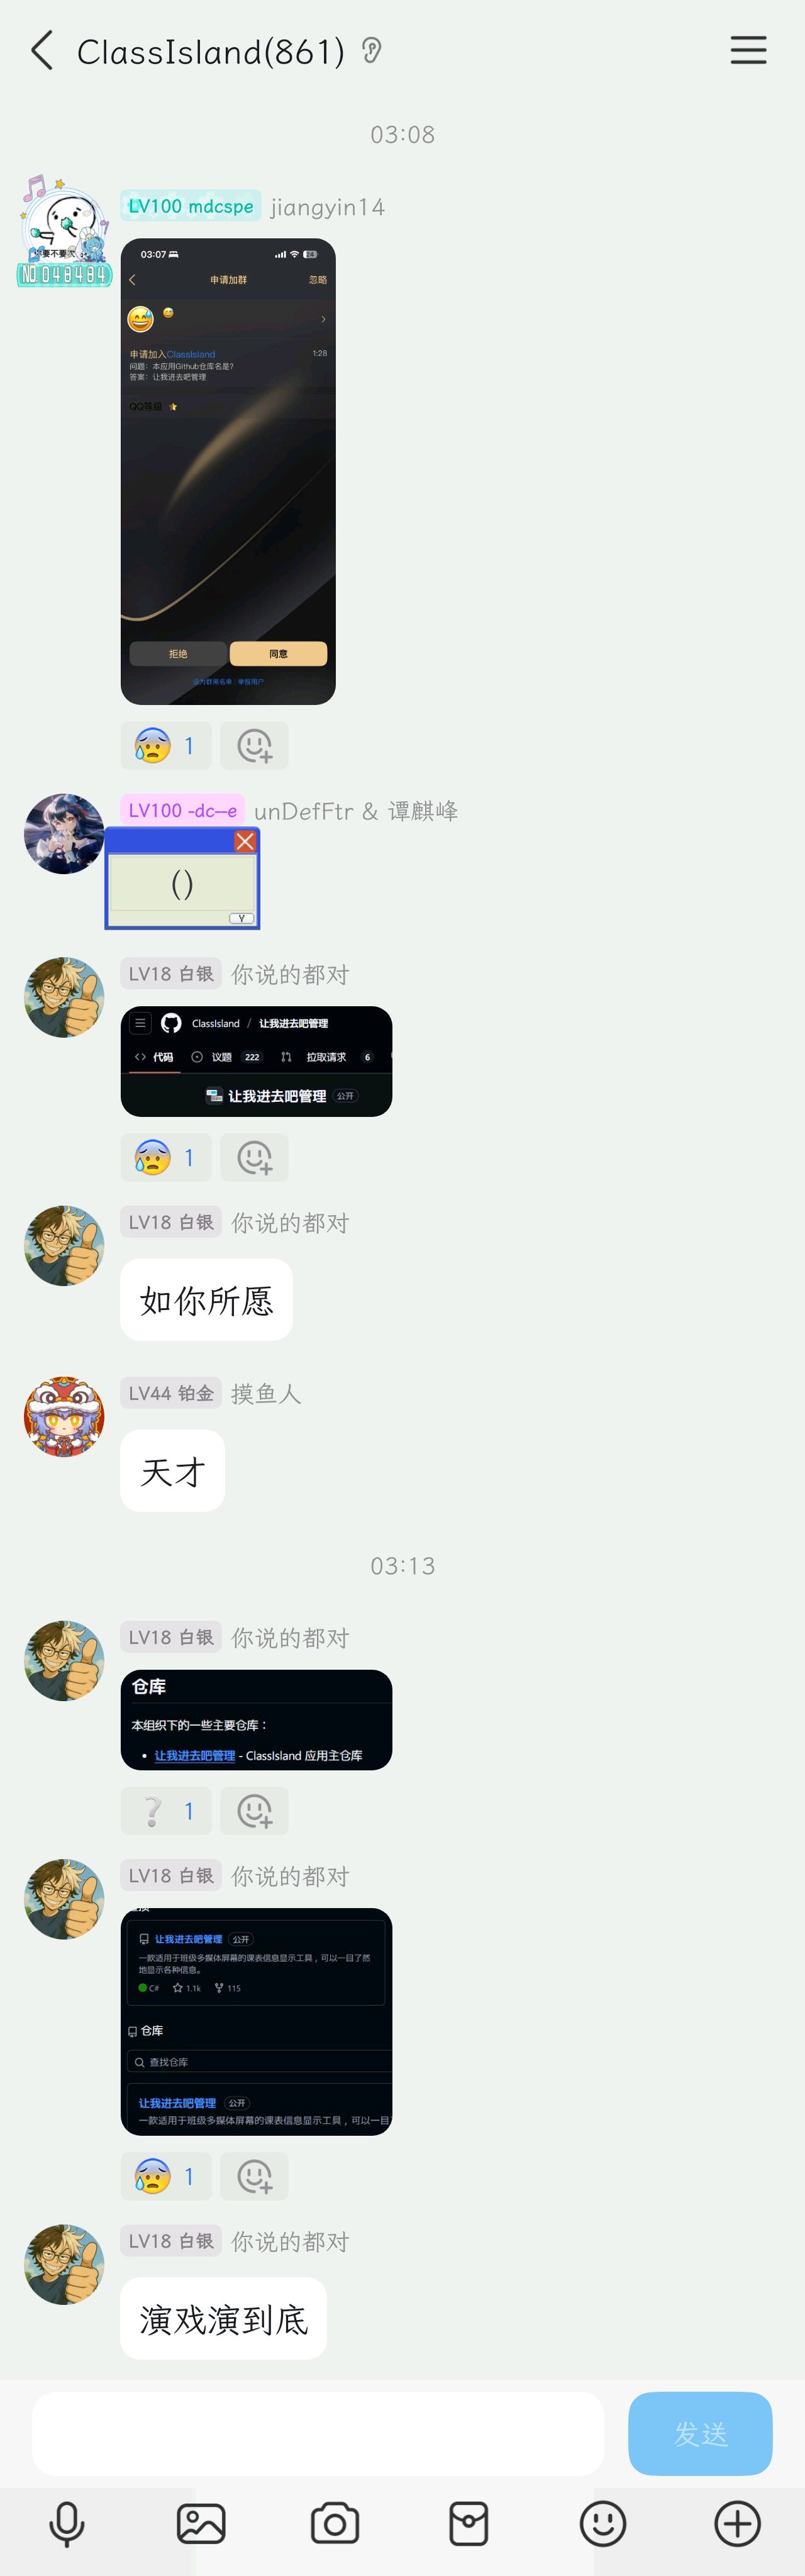 ClassIsland(861)
03:08
LV100 mdcspe jiangyin14
你要不要欠
NO.048484
03:07
24
申请加群
忽略
申请加入ClassIsland
1:28
问题：本应用Github仓库名是?
答案：让我进去吧管理
QQ等级
拒绝
同意
设为群黑名单 | 举报用户
LV100 -dc--e unDefFtr & 谭麒峰
()
Y
LV18 白银 你说的都对
ClassIsland / 让我进去吧管理
代码 议题 222 拉取请求 6
让我进去吧管理 公开
1
LV18 白银 你说的都对
如你所愿
LV44 铂金 摸鱼人
天才
03:13
LV18 白银 你说的都对
仓库
本组织下的一些主要仓库：
• 让我进去吧管理 - ClassIsland 应用主仓库
? 1
LV18 白银 你说的都对
让我进去吧管理 公开
一款适用于班级多媒体屏幕的课表信息显示工具，可以一目了然
地显示各种信息。
C# 1.1k 115
仓库
查找仓库
让我进去吧管理 公开
一款适用于班级多媒体屏幕的课表信息显示工具，可以一目
1
LV18 白银 你说的都对
演戏演到底
发送